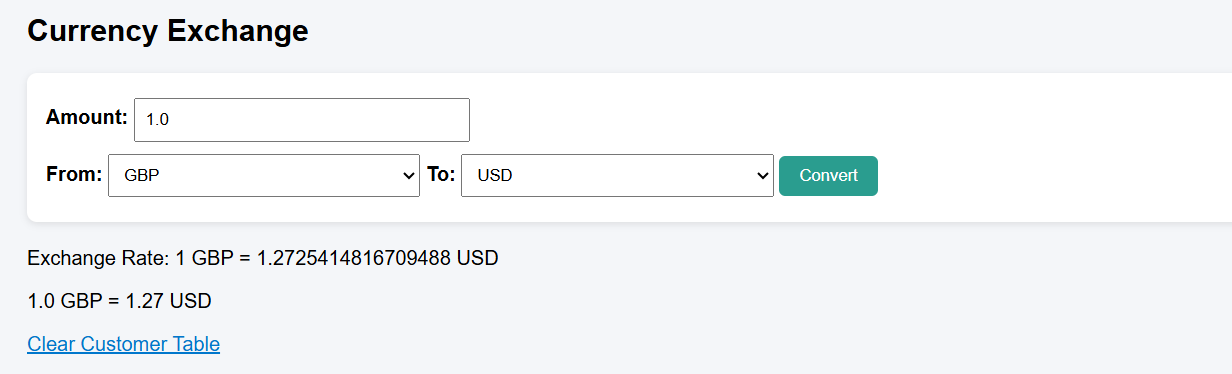 Currency Exchange
Amount: 1.0
From: GBP To: USD Convert
Exchange Rate: 1 GBP = 1.2725414816709488 USD
1.0 GBP = 1.27 USD
Clear Customer Table